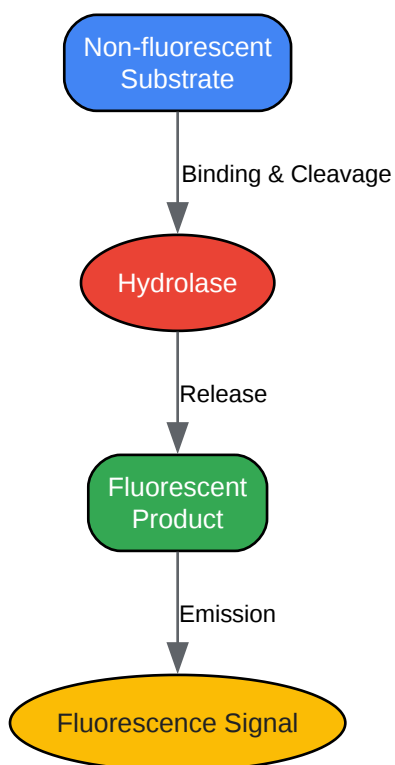 Non-fluorescent
Substrate
Binding & Cleavage
Hydrolase
Release
Fluorescent
Product
Emission
Fluorescence Signal